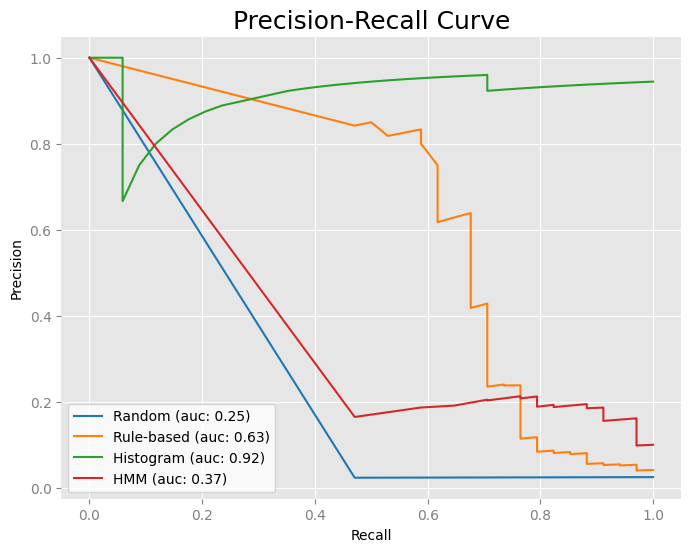 Precision-Recall Curve
1.0
0.8
0.6
0.4
0.2
0.0
Precision
Random (auc: 0.25)
Rule-based (auc: 0.63)
Histogram (auc: 0.92)
HMM (auc: 0.37)
0.0 0.2 0.4 0.6 0.8 1.0
Recall